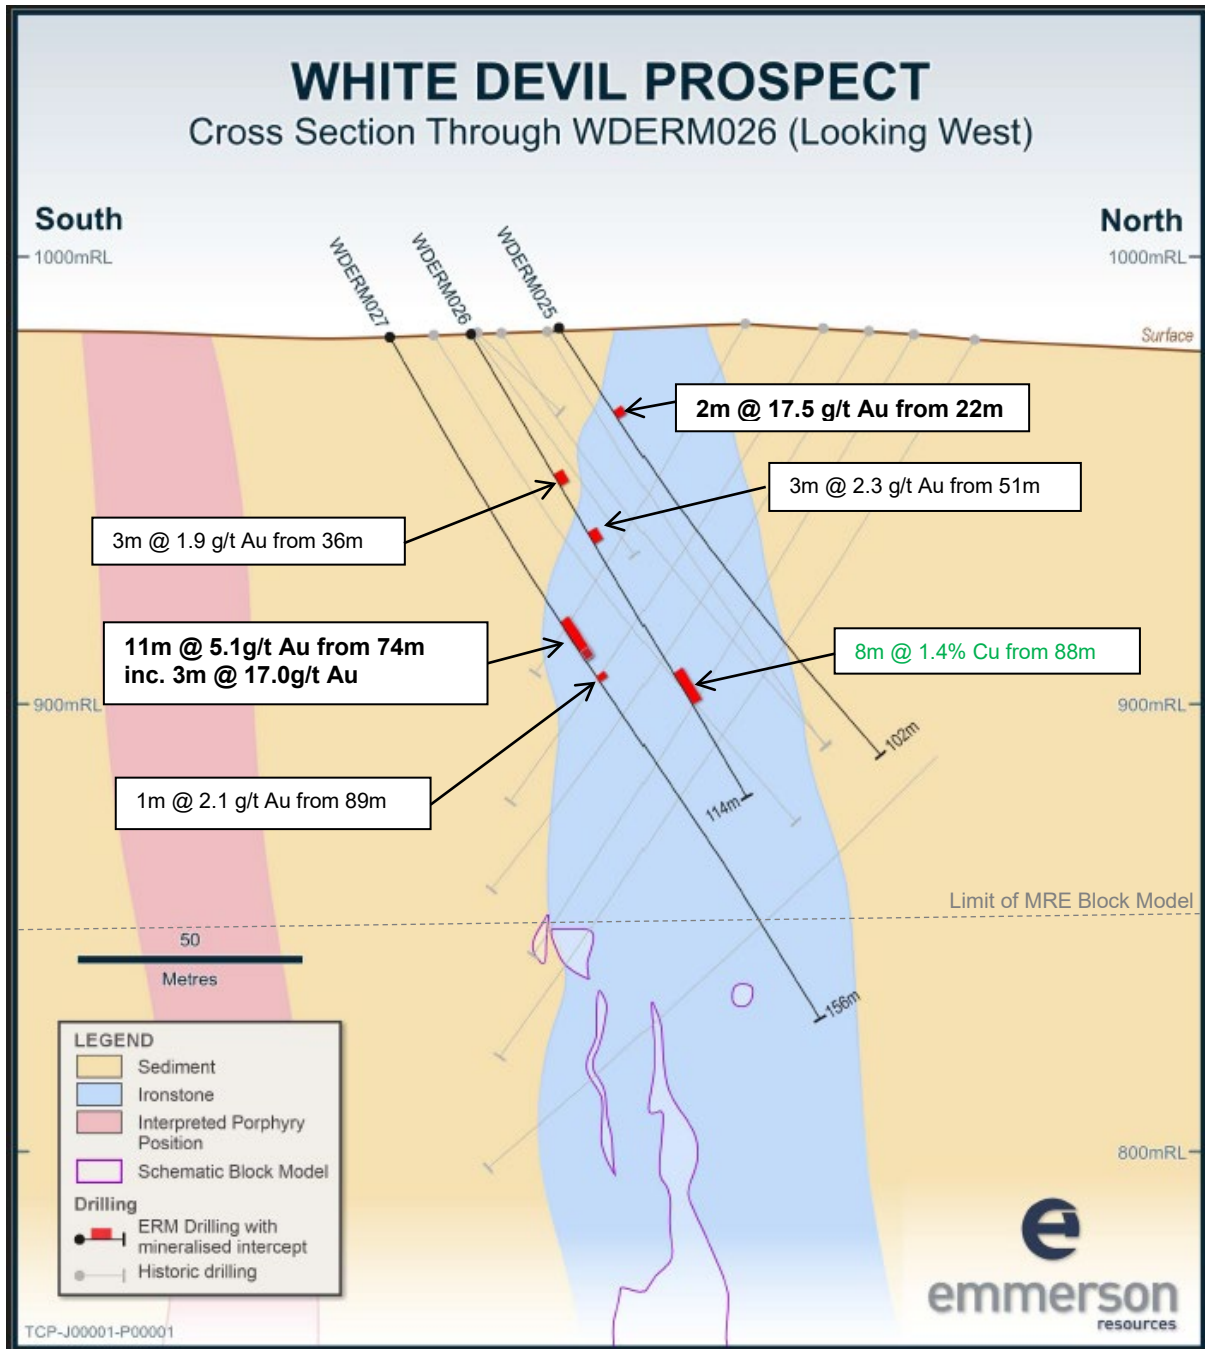 WHITE DEVIL PROSPECT
Cross Section Through WDERM026 (Looking West)
South
North
1000mRL
1000mRL
WDERM027
WDERM026
WDERM025
Surface
2m @ 17.5 g/t Au from 22m
3m @ 2.3 g/t Au from 51m
3m @ 1.9 g/t Au from 36m
11m @ 5.1g/t Au from 74m
inc. 3m @ 17.0g/t Au
8m @ 1.4% Cu from 88m
900mRL
900mRL
102m
1m @ 2.1 g/t Au from 89m
114m
Limit of MRE Block Model
50
Metres
156m
LEGEND
Sediment
Ironstone
Interpreted Porphyry
Position
Schematic Block Model
Drilling
ERM Drilling with
mineralised intercept
Historic drilling
800mRL
emmerson
resources
TCP-J00001-P00001